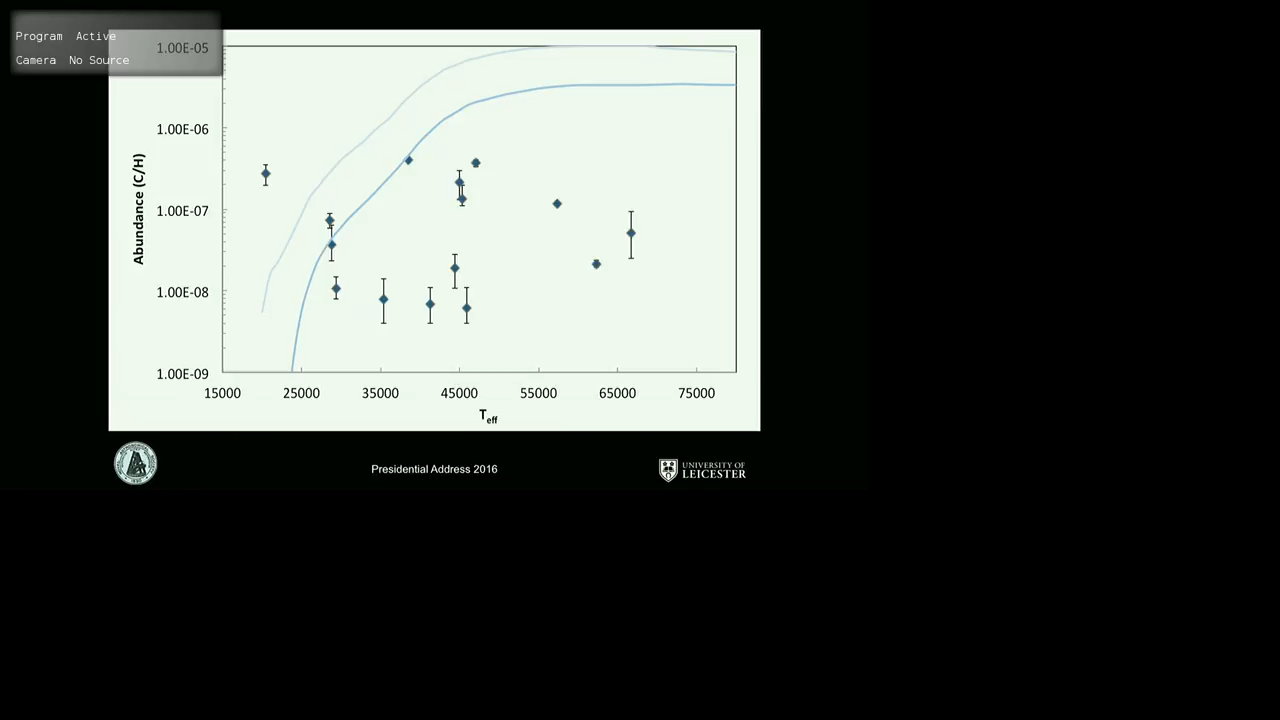 Program Active
Camera No Source
1.00E-05
1.00E-06
1.00E-07
1.00E-08
1.00E-09
Abundance (C/H)
15000 25000 35000 45000 55000 65000 75000
Teff
Presidential Address 2016
UNIVERSITY OF
LEICESTER